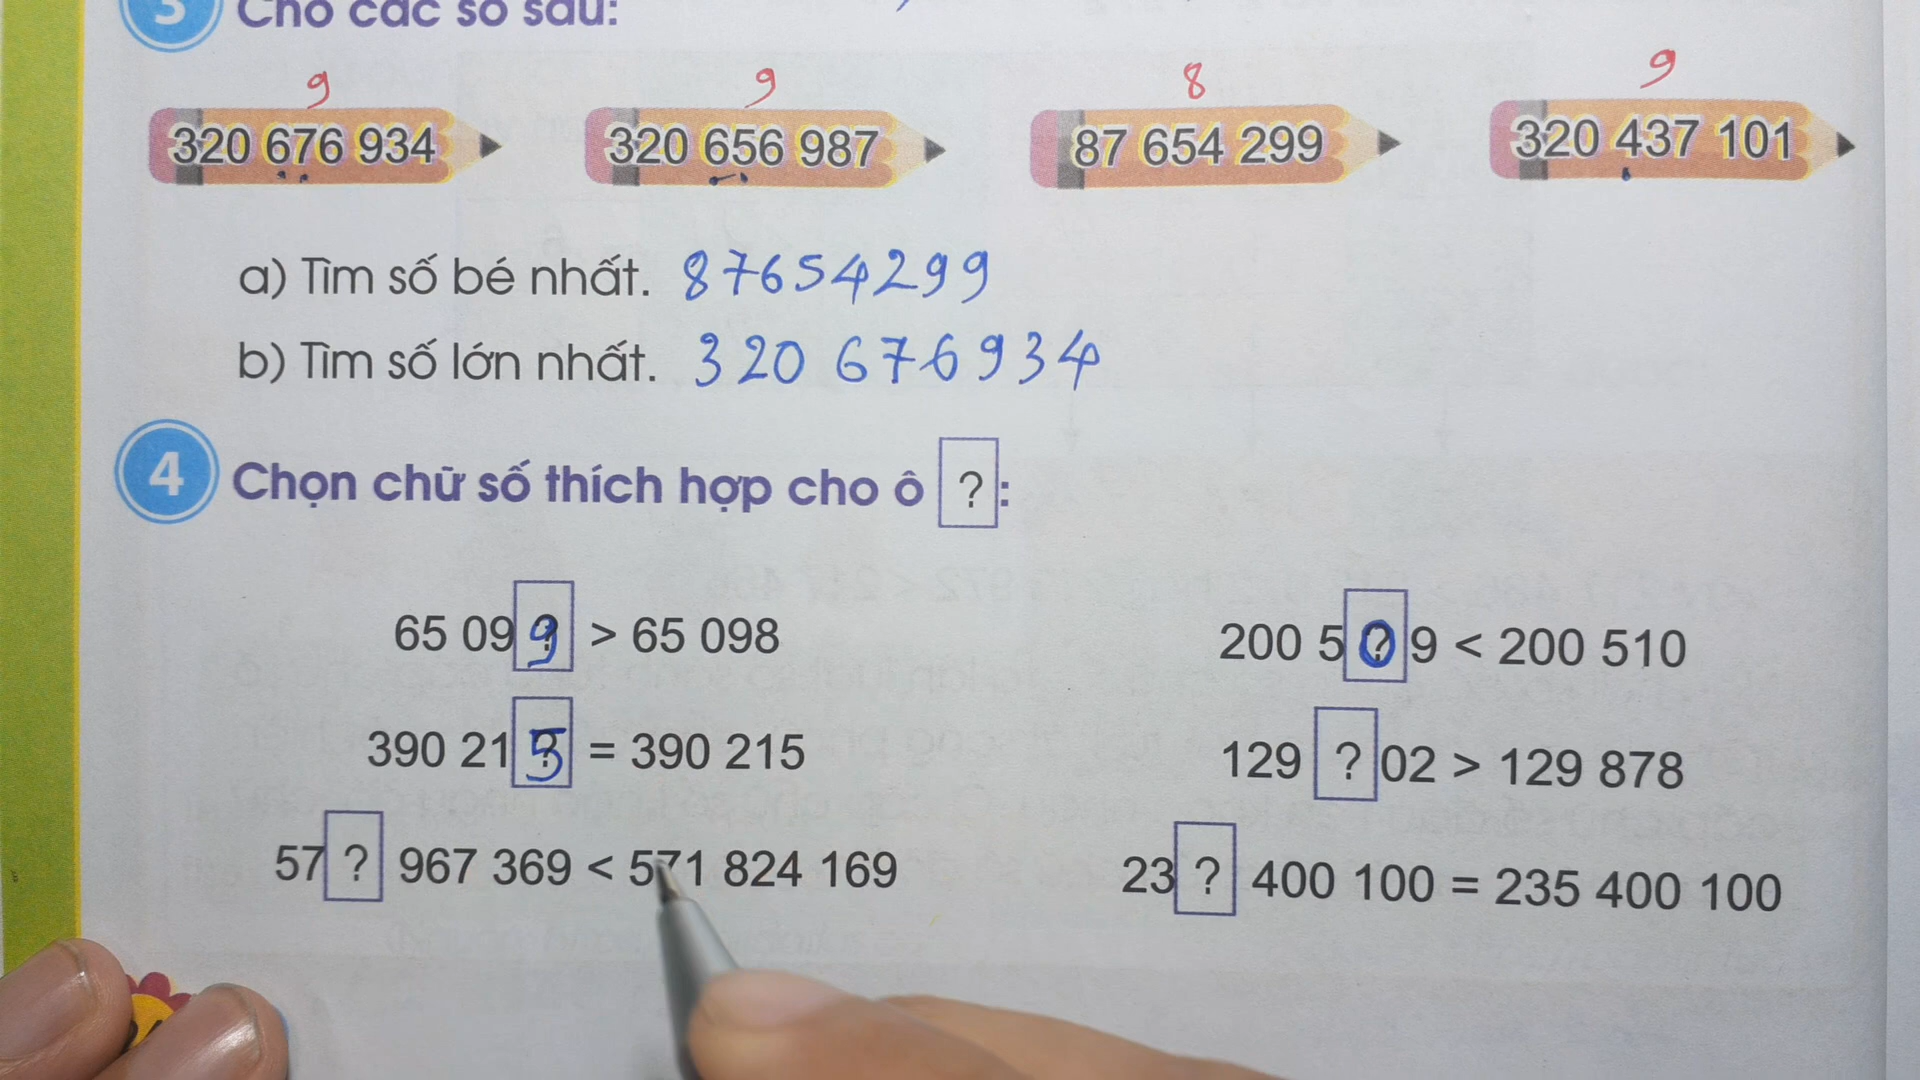 3 Cho các số sau:
9 9 8 9
320 676 934 320 656 987 87 654 299 320 437 101
a) Tìm số bé nhất. 87654299
b) Tìm số lớn nhất. 320 676934
4 Chọn chữ số thích hợp cho ô ? :
65 09 9 > 65 098 200 5 0 9 < 200 510
390 21 5 = 390 215 129 ? 02 > 129 878
57 ? 967 369 < 571 824 169 23 ? 400 100 = 235 400 100